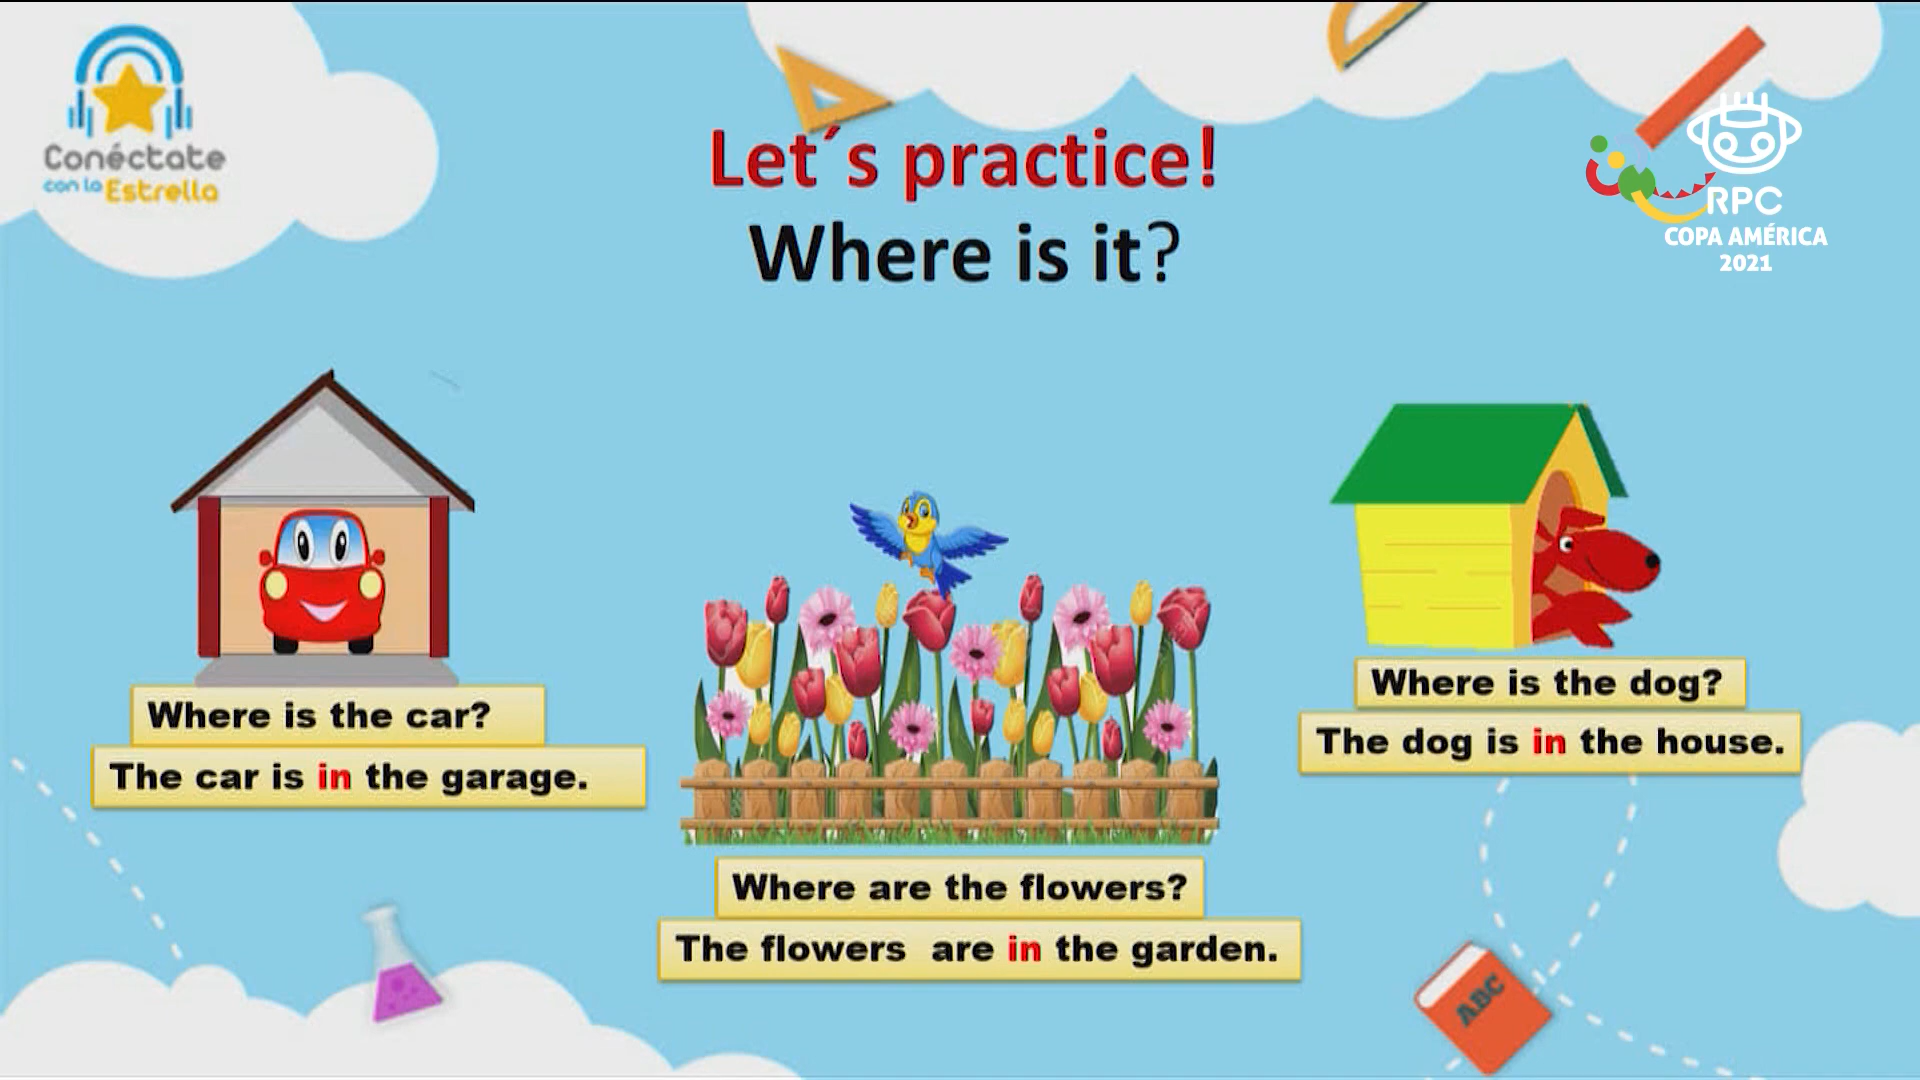 Conéctate
con la Estrella
Let´s practice!
Where is it?
RPC
COPA AMÉRICA
2021
Where is the car?
The car is in the garage.
Where are the flowers?
The flowers are in the garden.
Where is the dog?
The dog is in the house.
ABC